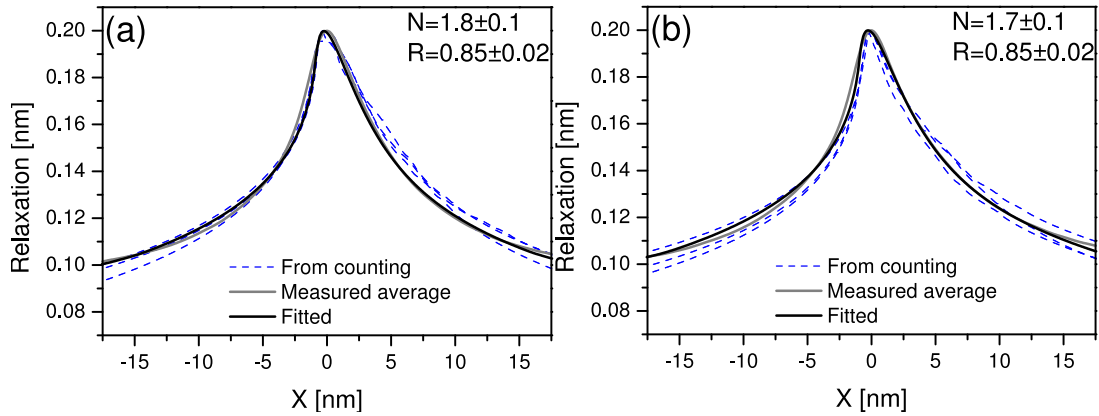 (a)
N=1.8±0.1
R=0.85±0.02
Relaxation [nm]
0.20
0.18
0.16
0.14
0.12
0.10
0.08
From counting
Measured average
Fitted
-15 -10 -5 0 5 10 15
X [nm]
(b)
N=1.7±0.1
R=0.85±0.02
Relaxation [nm]
0.20
0.18
0.16
0.14
0.12
0.10
0.08
From counting
Measured average
Fitted
-15 -10 -5 0 5 10 15
X [nm]